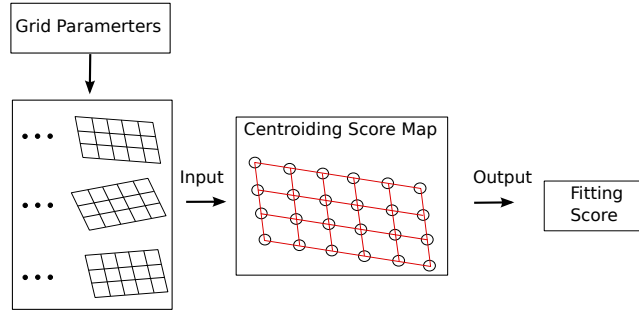 Grid Paramerters
Centroiding Score Map
Input
Output
Fitting
Score